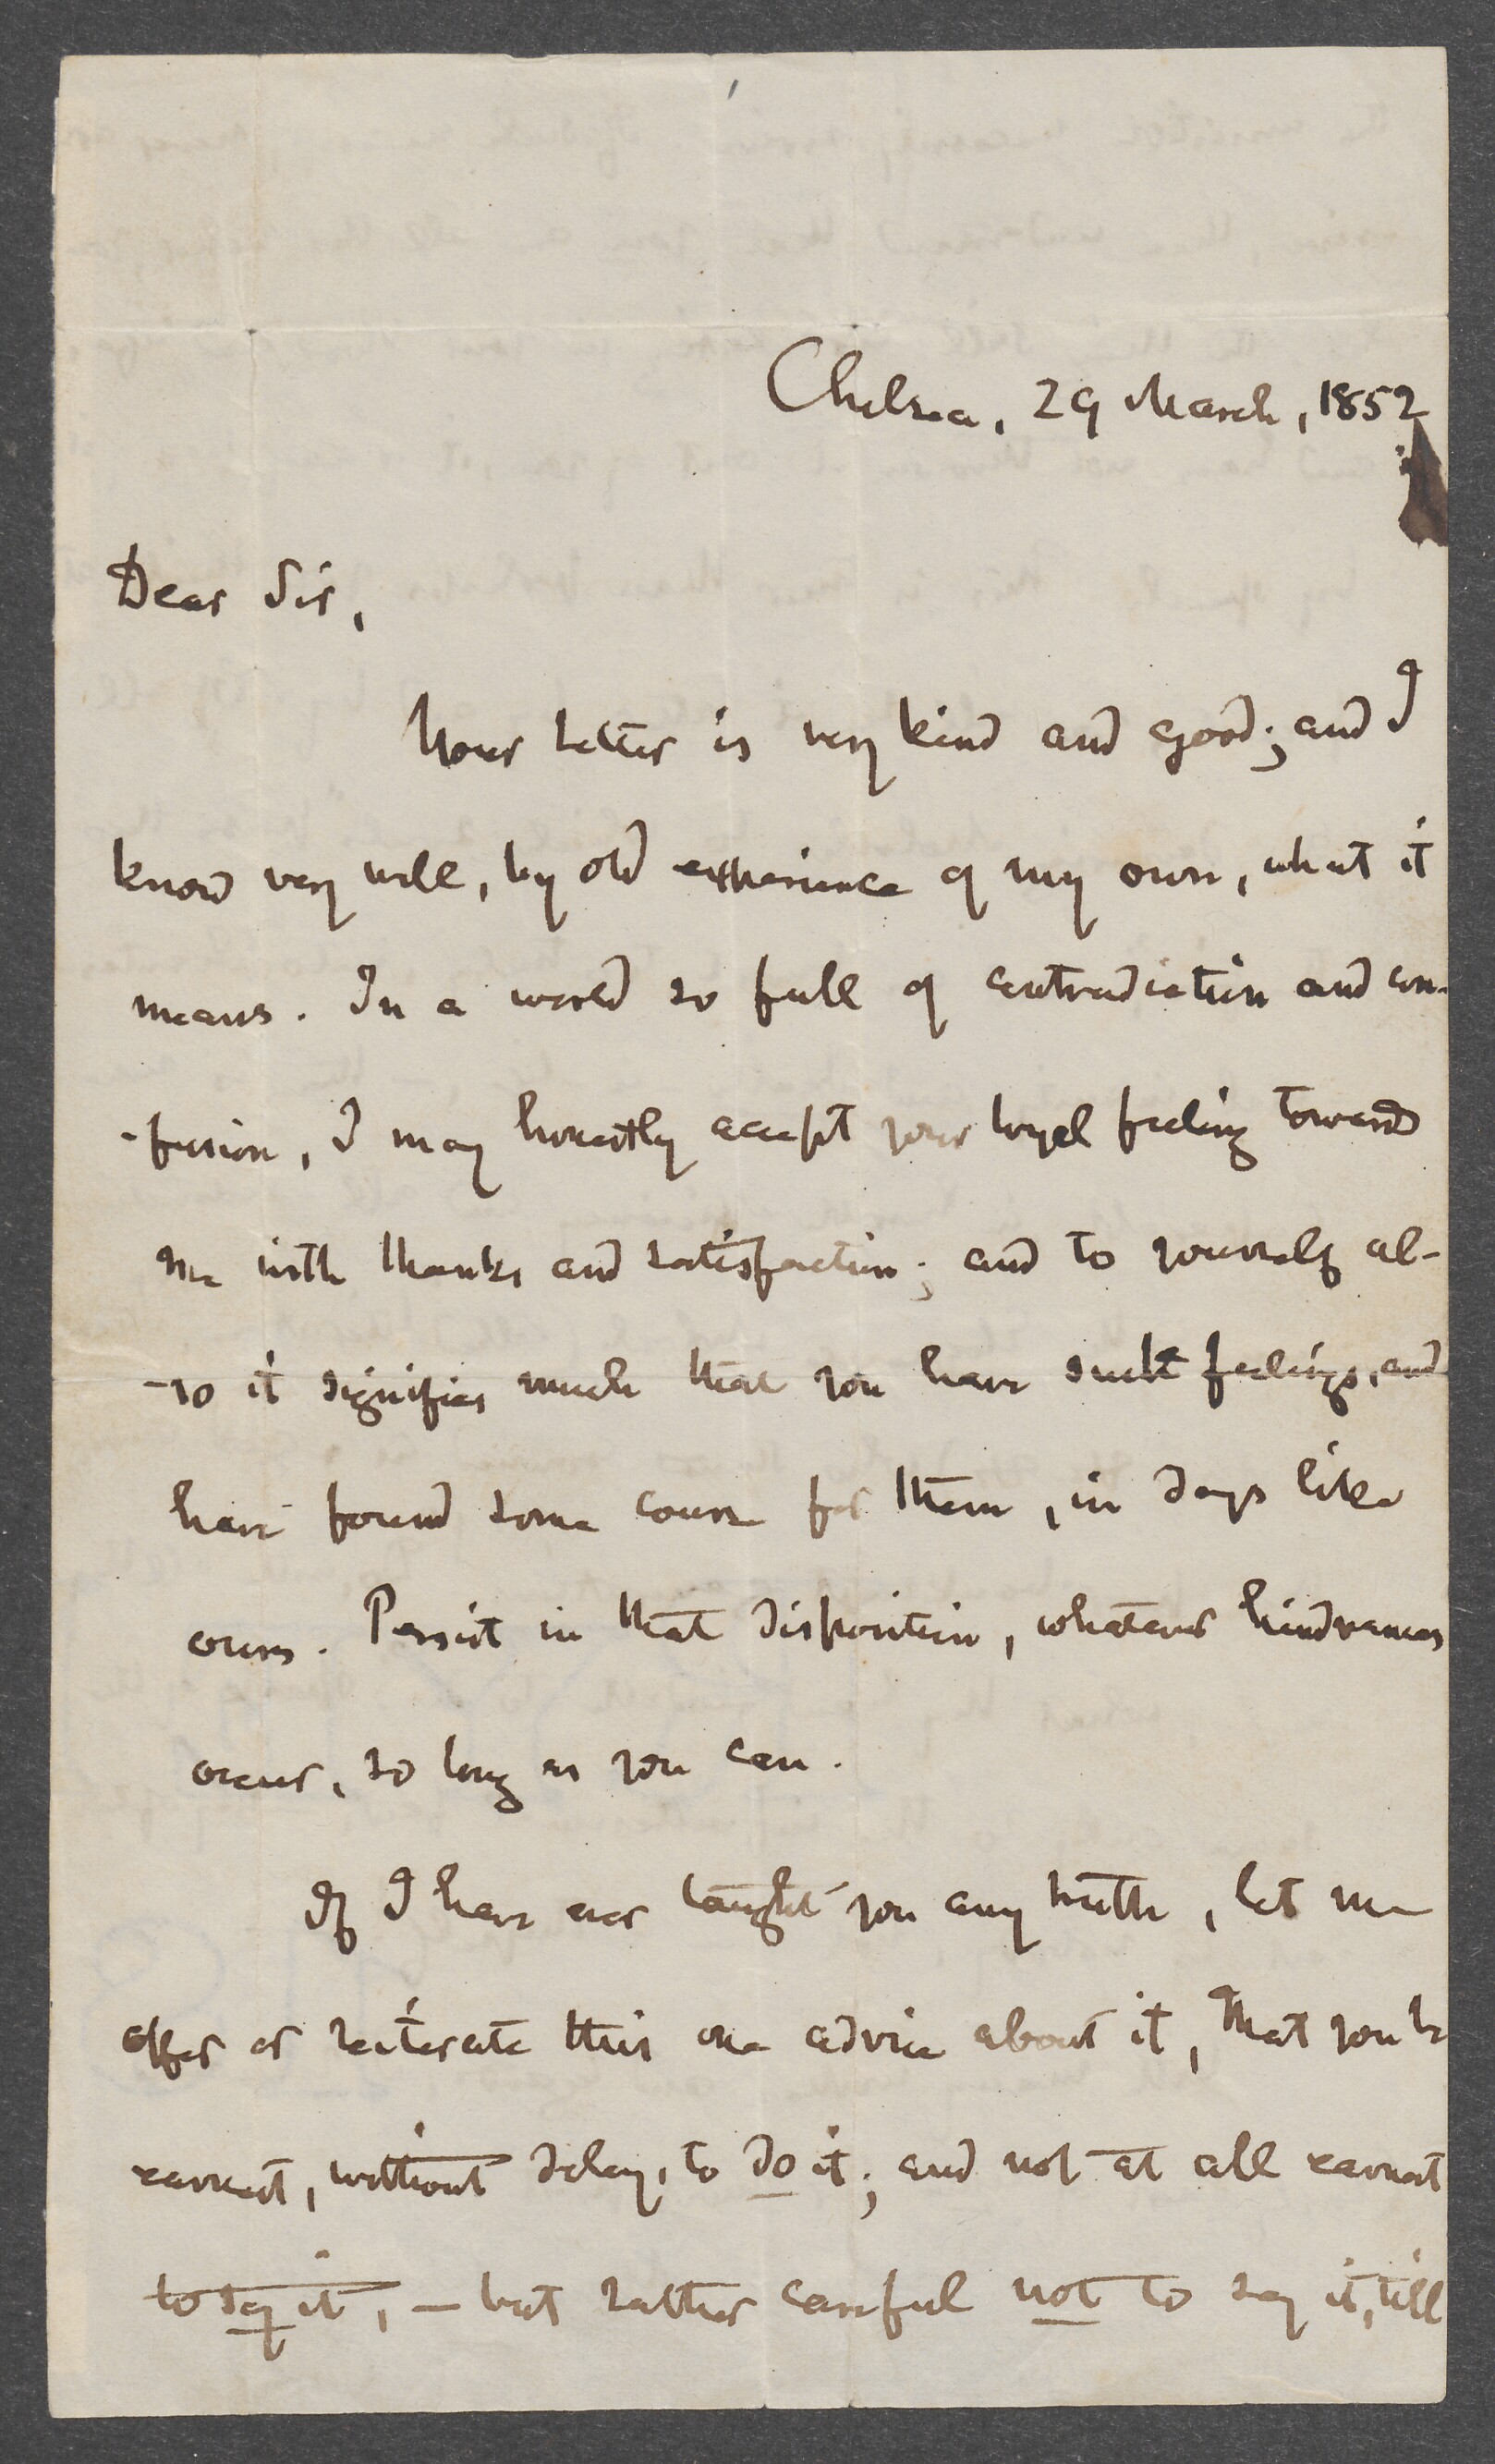 Chelsea, 29 March, 1852
Dear Sir,
Your Letter is very kind and good; and I
know very well, by old experience of my own, what it
means. In a world so full of contradiction and con-
-fusion, I may honestly accept your loyal feeling towards
me with thanks and satisfaction; and to yourself al-
-so it signifies much that you have such feelings, and
have found some course for them, in days like
ours. Persist in that disposition, whatever hindrances
occur, so long as you can.
If I have ever taught you any truth, let me
offer or reiterate this one advice about it, That you be
earnest, without delay, to do it; and not at all earnest
to say it, — but rather careful not to say it, till